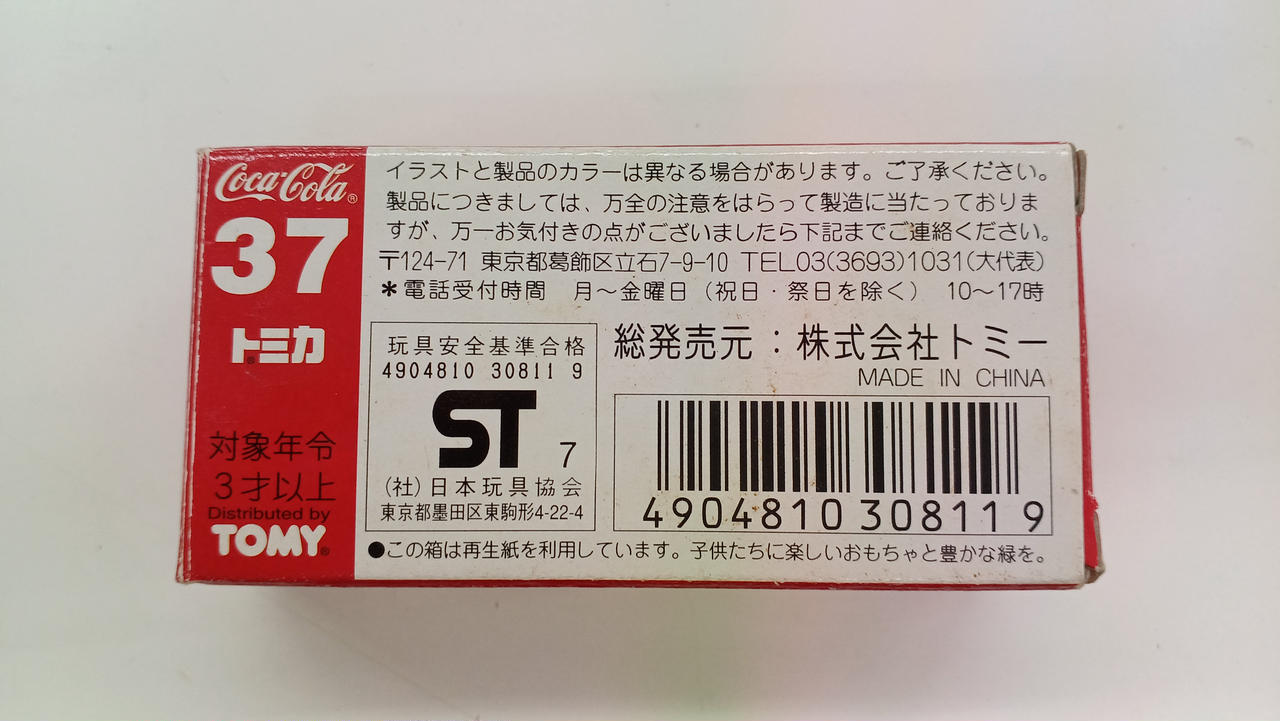 Coca-Cola®
37
トミカ®
対象年令
3才以上
Distributed by
TOMY®
イラストと製品のカラーは異なる場合があります。ご了承ください。
製品につきましては、万全の注意をはらって製造に当たっておりま
すが、万一お気付きの点がございましたら下記までご連絡ください。
〒124-71 東京都葛飾区立石7-9-10 TEL03(3693)1031(大代表)
＊電話受付時間 月〜金曜日(祝日・祭日を除く) 10〜17時
玩具安全基準合格
4904810 30811 9
ST 7
(社)日本玩具協会
東京都墨田区東駒形4-22-4
総発売元：株式会社トミー
MADE IN CHINA
4904810308119
●この箱は再生紙を利用しています。子供たちに楽しいおもちゃと豊かな緑を。